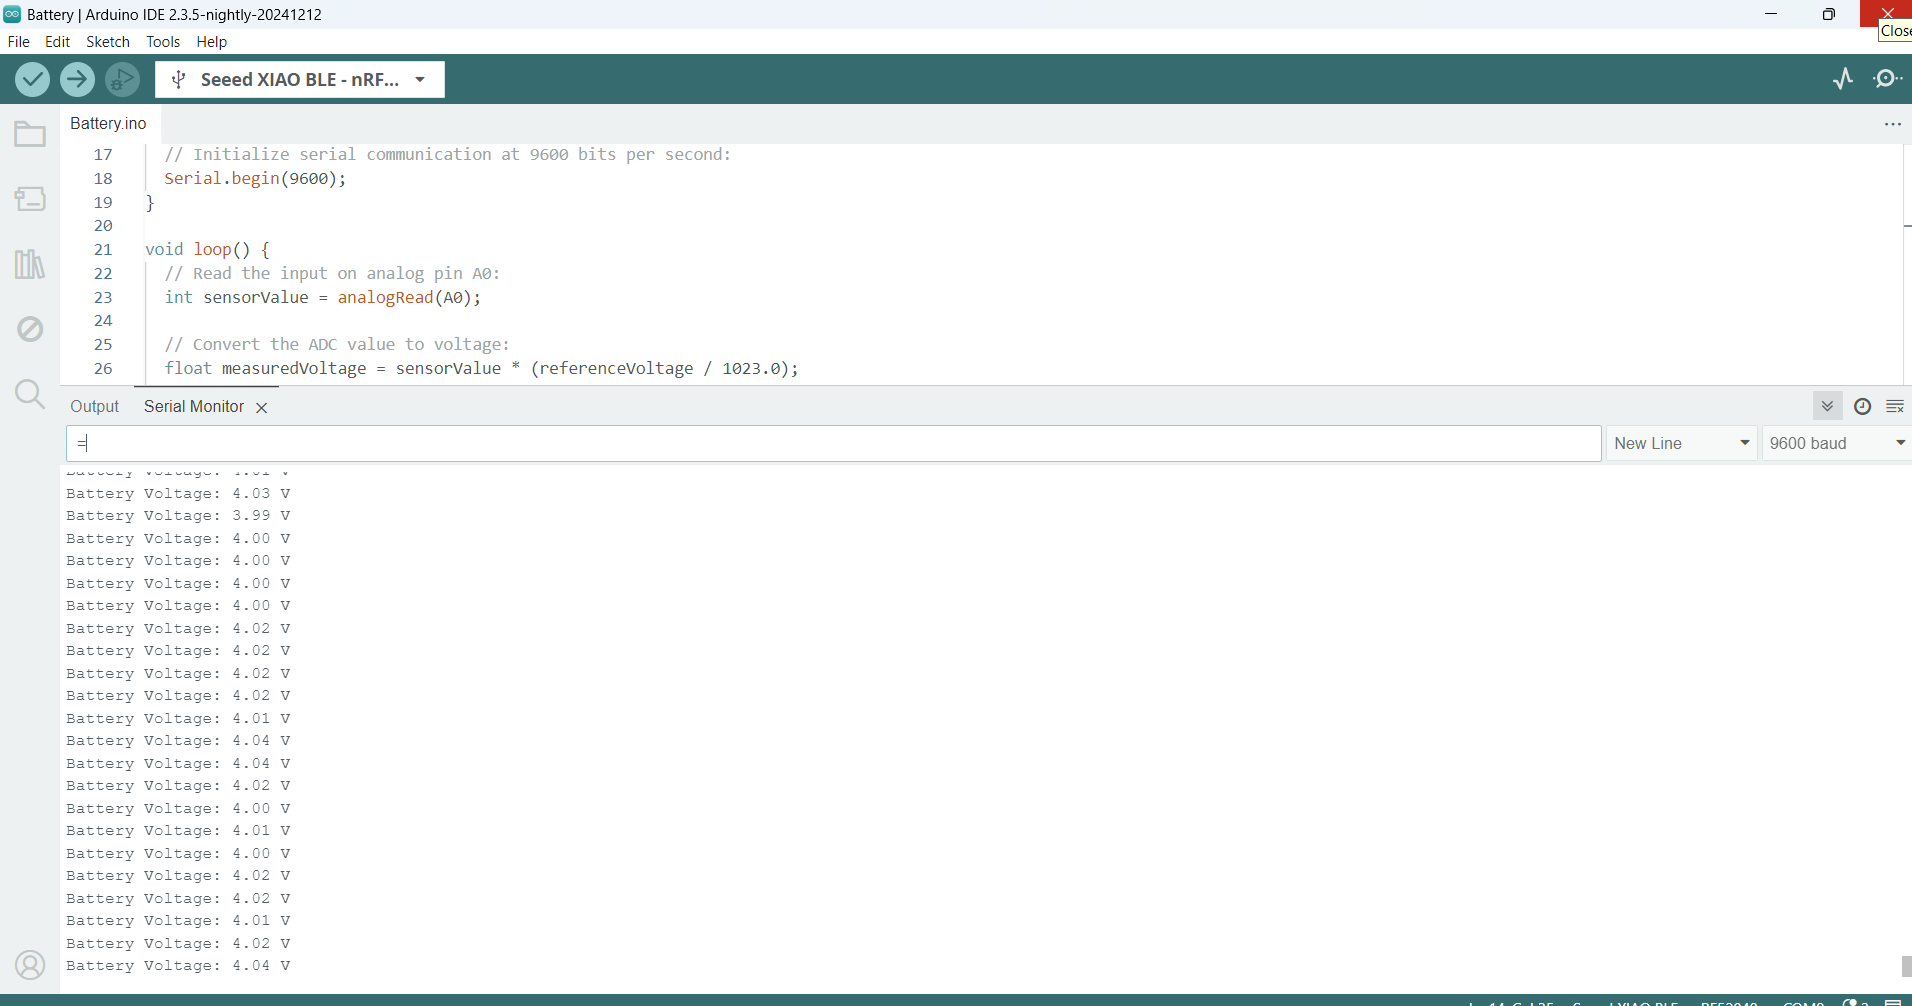 Battery | Arduino IDE 2.3.5-nightly-20241212
Close
File Edit Sketch Tools Help
Seeed XIAO BLE - nRF...
Battery.ino
17 // Initialize serial communication at 9600 bits per second:
18 Serial.begin(9600);
19 }
20
21 void loop() {
22 // Read the input on analog pin A0:
23 int sensorValue = analogRead(A0);
24
25 // Convert the ADC value to voltage:
26 float measuredVoltage = sensorValue * (referenceVoltage / 1023.0);
Output Serial Monitor
=
New Line 9600 baud
Battery Voltage: 4.01 V
Battery Voltage: 4.03 V
Battery Voltage: 3.99 V
Battery Voltage: 4.00 V
Battery Voltage: 4.00 V
Battery Voltage: 4.00 V
Battery Voltage: 4.00 V
Battery Voltage: 4.02 V
Battery Voltage: 4.02 V
Battery Voltage: 4.02 V
Battery Voltage: 4.02 V
Battery Voltage: 4.01 V
Battery Voltage: 4.04 V
Battery Voltage: 4.04 V
Battery Voltage: 4.02 V
Battery Voltage: 4.00 V
Battery Voltage: 4.01 V
Battery Voltage: 4.00 V
Battery Voltage: 4.02 V
Battery Voltage: 4.02 V
Battery Voltage: 4.01 V
Battery Voltage: 4.02 V
Battery Voltage: 4.04 V